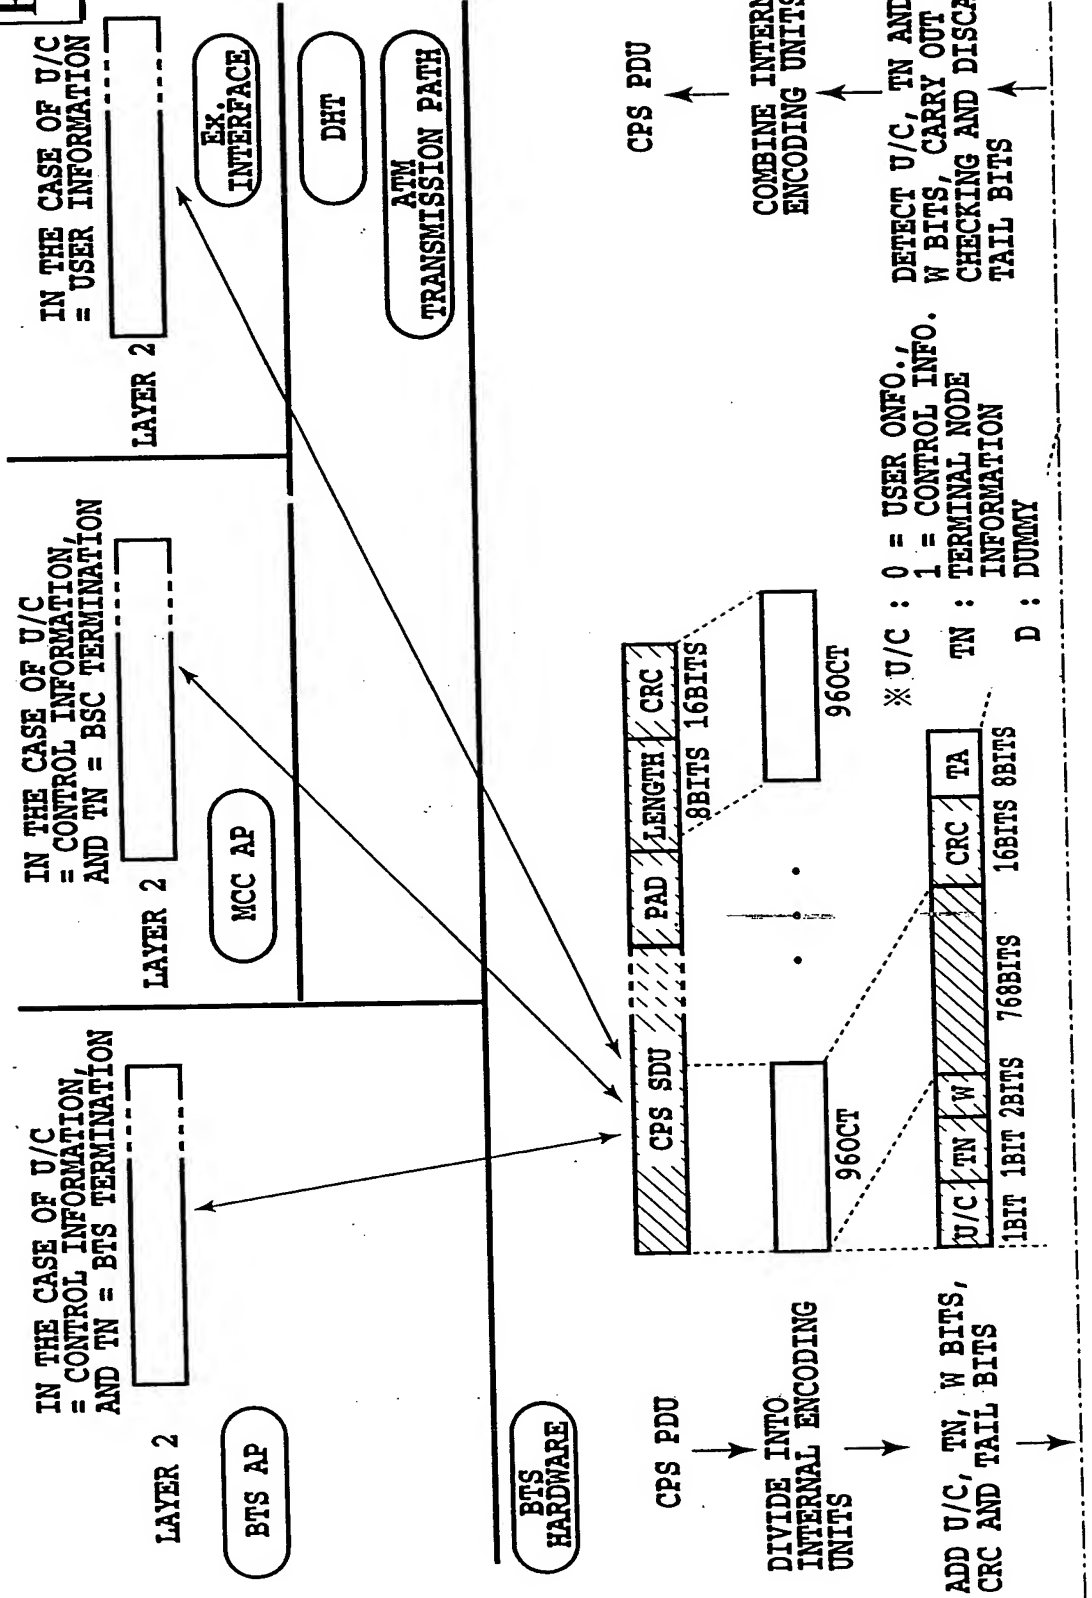 IN THE CASE OF U/C
= CONTROL INFORMATION,
AND TN = BTS TERMINATION
LAYER 2
BTS AP
IN THE CASE OF U/C
= CONTROL INFORMATION,
AND TN = BSC TERMINATION
LAYER 2
MCC AP
IN THE CASE OF U/C
= USER INFORMATION
LAYER 2
Ex.
INTERFACE
DHT
ATM
TRANSMISSION PATH
BTS
HARDWARE
CPS PDU
DIVIDE INTO
INTERNAL ENCODING
UNITS
ADD U/C, TN, W BITS,
CRC AND TAIL BITS
CPS SDU
PAD
LENGTH
CRC
8BITS 16BITS
96OCT
96OCT
U/C
TN
W
CRC
TA
1BIT 1BIT 2BITS 768BITS 16BITS 8BITS
※ U/C : 0 = USER ONFO.,
1 = CONTROL INFO.
TN : TERMINAL NODE
INFORMATION
D : DUMMY
CPS PDU
COMBINE INTERN
ENCODING UNITS
DETECT U/C, TN AND
W BITS, CARRY OUT
CHECKING AND DISCA
TAIL BITS